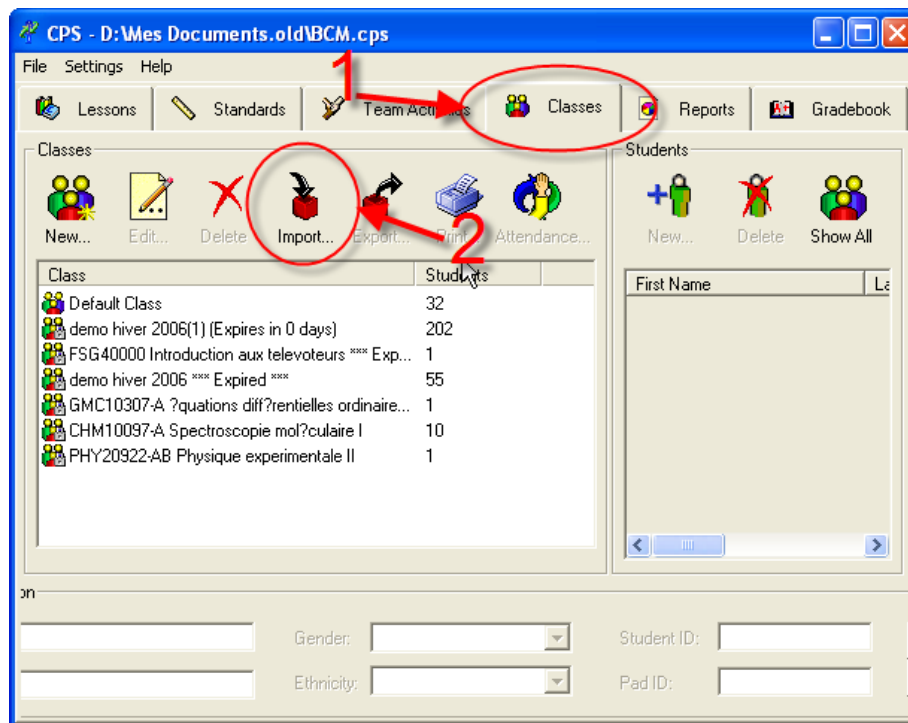 CPS - D:\Mes Documents.old\BCM.cps
File Settings Help
1
Lessons Standards Team Activities Classes Reports Gradebook
Classes Students
New... Edit... Delete Import... Export... Print... Attendance... New... Delete Show All
2
Class Students First Name La
Default Class 32
demo hiver 2006(1) (Expires in 0 days) 202
FSG40000 Introduction aux televoteurs *** Exp... 1
demo hiver 2006 *** Expired *** 55
GMC10307-A ?quations diff?rentielles ordinaire... 1
CHM10097-A Spectroscopie mol?culaire I 10
PHY20922-AB Physique experimentale II 1
on
Gender: Student ID:
Ethnicity: Pad ID: